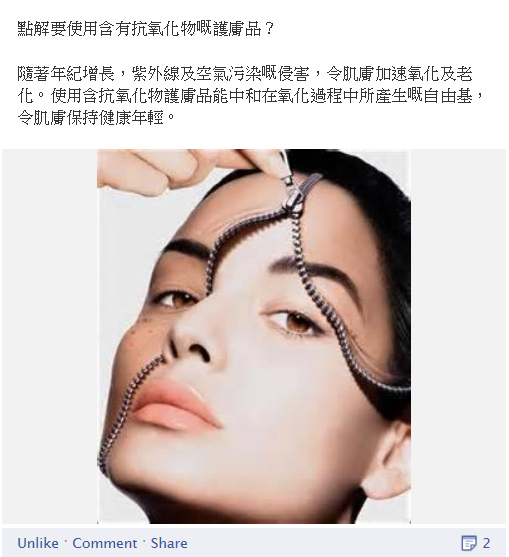 點解要使用含有抗氧化物嘅護膚品？
隨著年紀增長，紫外線及空氣污染嘅侵害，令肌膚加速氧化及老
化。使用含抗氧化物護膚品能中和在氧化過程中所產生嘅自由基，
令肌膚保持健康年輕。
Unlike · Comment · Share
2